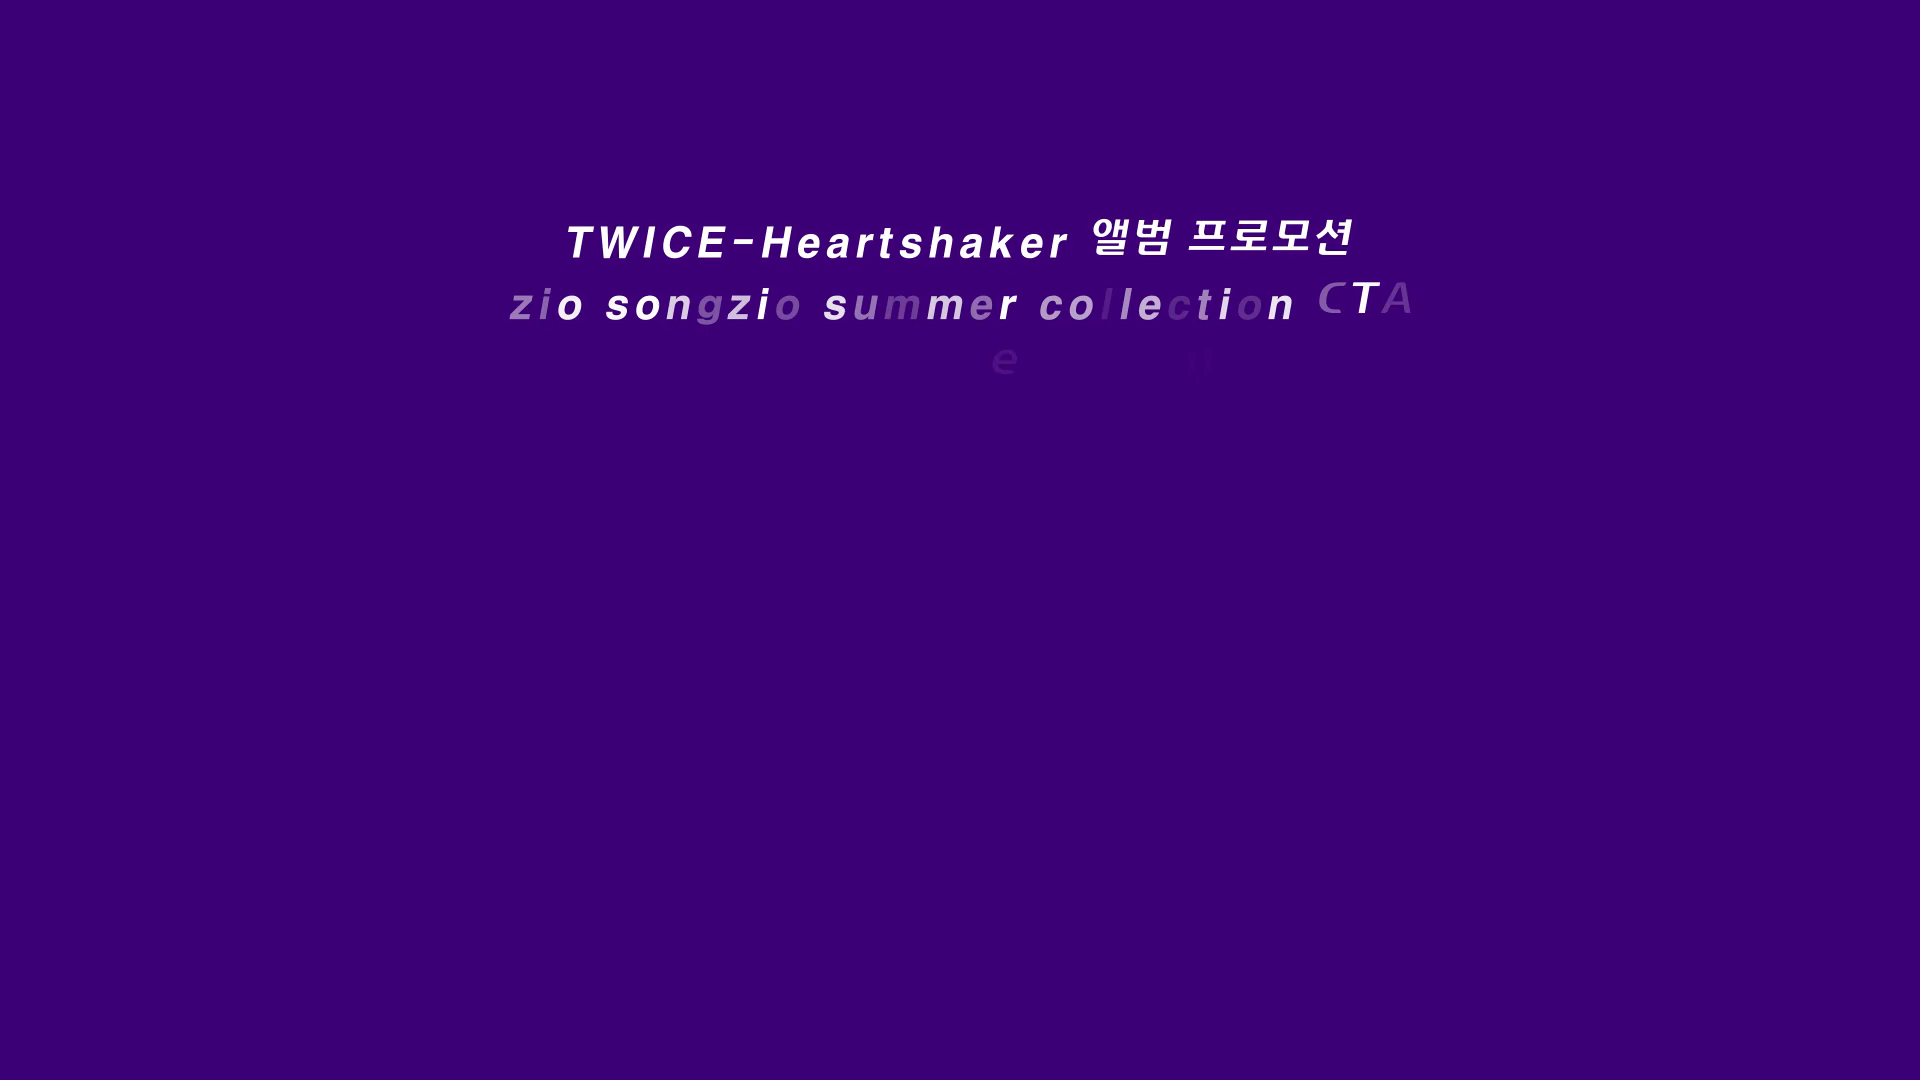 TWICE-Heartshaker 앨범 프로모션
zio songzio summer collection CTA